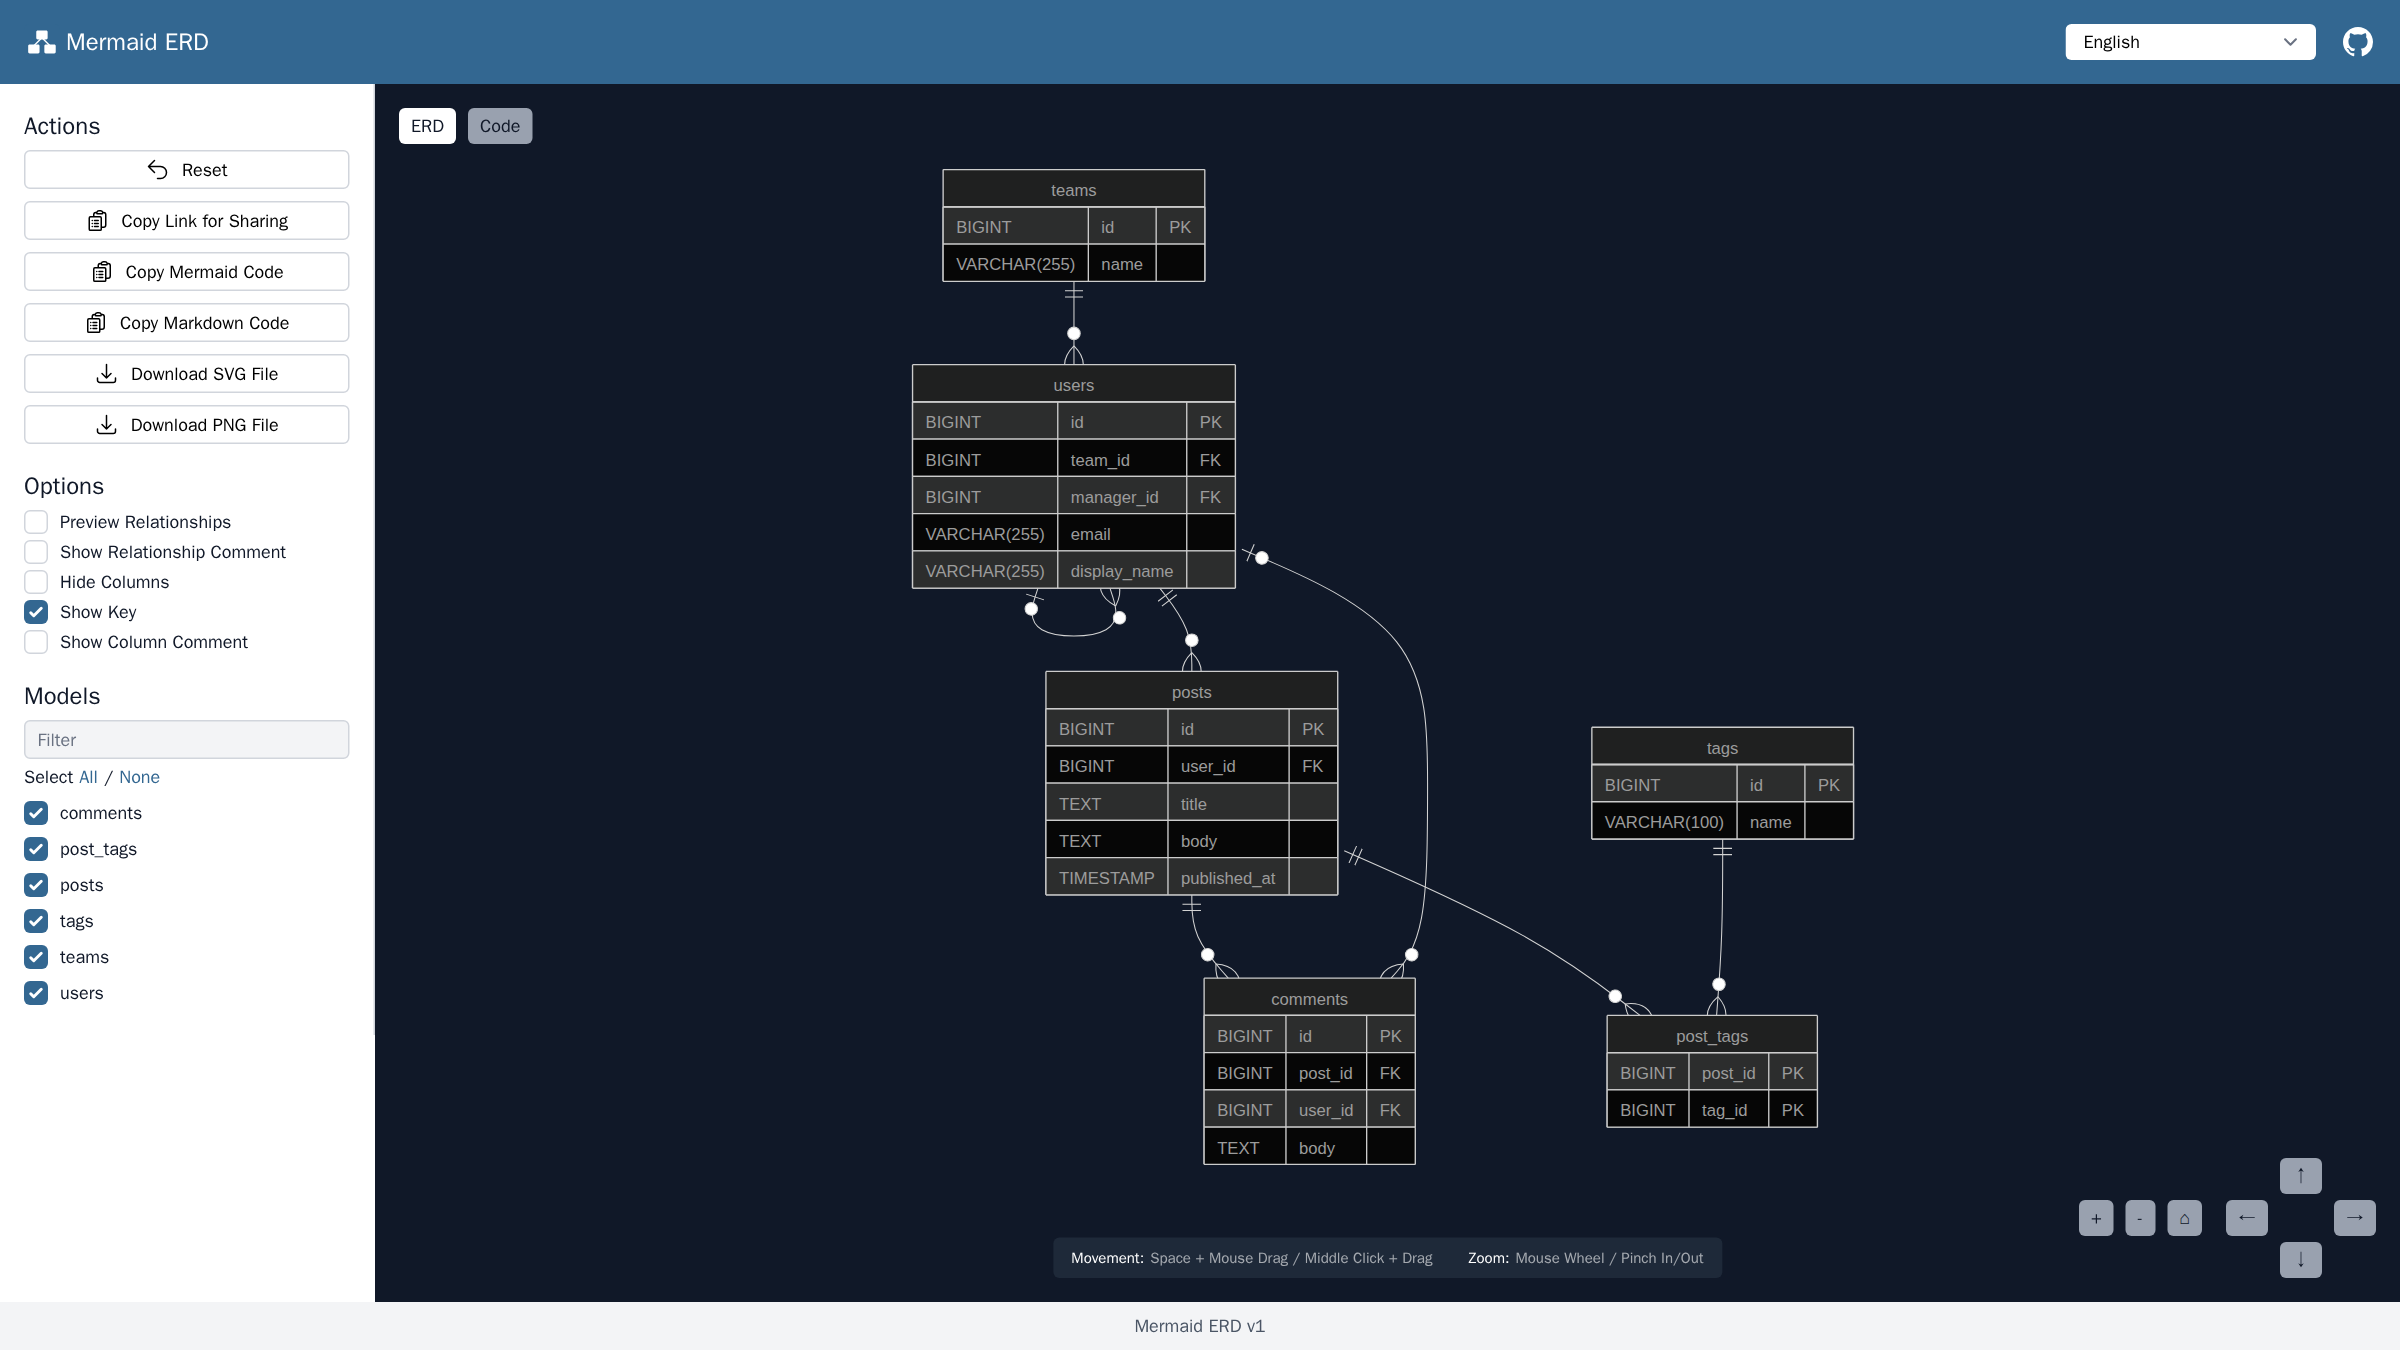 Mermaid ERD
English
Actions
Reset
Copy Link for Sharing
Copy Mermaid Code
Copy Markdown Code
Download SVG File
Download PNG File
Options
Preview Relationships
Show Relationship Comment
Hide Columns
Show Key
Show Column Comment
Models
Filter
Select All / None
comments
post_tags
posts
tags
teams
users
ERD Code
teams
BIGINT id PK
VARCHAR(255) name
users
BIGINT id PK
BIGINT team_id FK
BIGINT manager_id FK
VARCHAR(255) email
VARCHAR(255) display_name
posts
BIGINT id PK
BIGINT user_id FK
TEXT title
TEXT body
TIMESTAMP published_at
tags
BIGINT id PK
VARCHAR(100) name
comments
BIGINT id PK
BIGINT post_id FK
BIGINT user_id FK
TEXT body
post_tags
BIGINT post_id PK
BIGINT tag_id PK
↑
+ - ⌂ ← →
↓
Movement: Space + Mouse Drag / Middle Click + Drag Zoom: Mouse Wheel / Pinch In/Out
Mermaid ERD v1